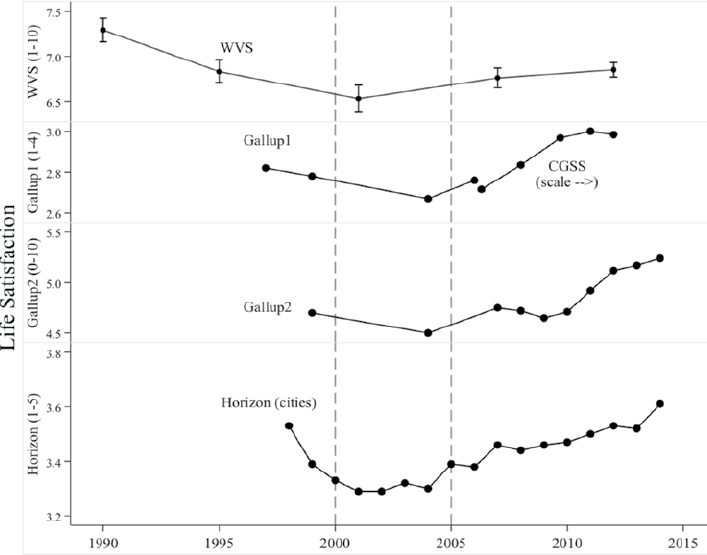 Life Satisfaction
WVS (1-10)
7.5
7.0
6.5
WVS
Gallup1 (1-4)
3.0
2.8
2.6
Gallup1
CGSS
(scale -->)
Gallup2 (0-10)
5.5
5.0
4.5
Gallup2
Horizon (1-5)
3.8
3.6
3.4
3.2
Horizon (cities)
1990 1995 2000 2005 2010 2015